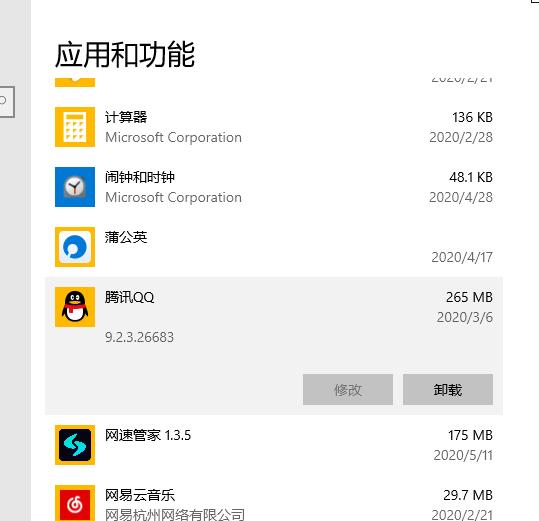 应用和功能
2020/2/21
计算器
136 KB
Microsoft Corporation
2020/2/28
闹钟和时钟
48.1 KB
Microsoft Corporation
2020/4/28
蒲公英
2020/4/17
腾讯QQ
265 MB
2020/3/6
9.2.3.26683
修改
卸载
网速管家 1.3.5
175 MB
2020/5/11
网易云音乐
29.7 MB
网易杭州网络有限公司
2020/2/21